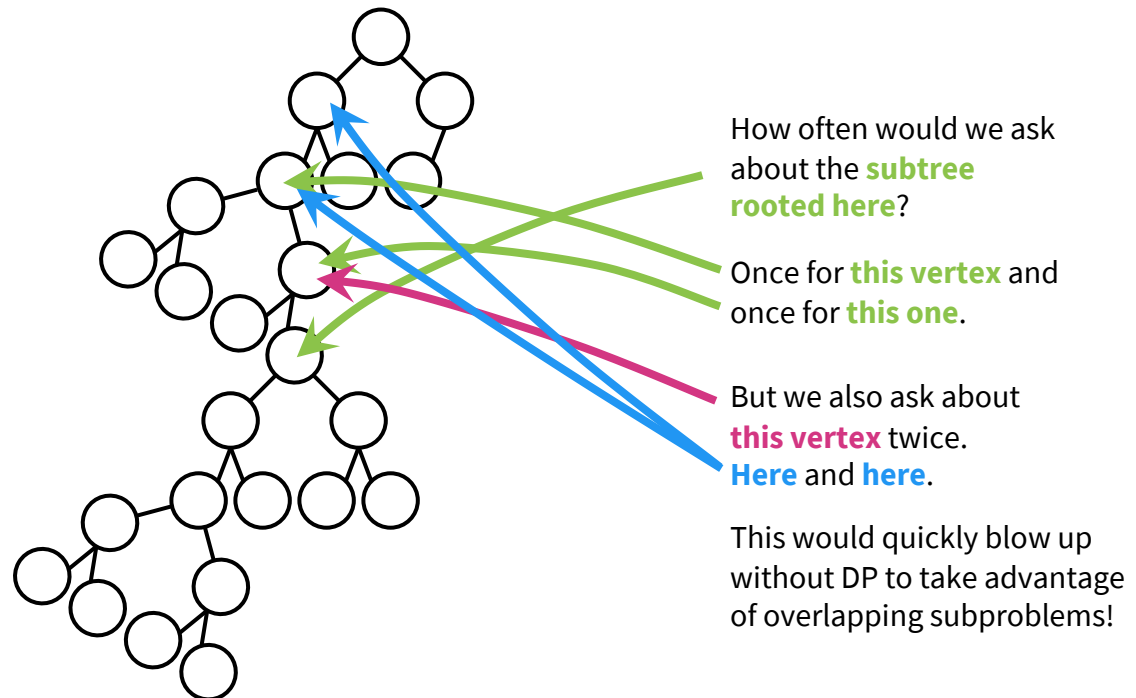 How often would we ask
about the subtree
rooted here?
Once for this vertex and
once for this one.
But we also ask about
this vertex twice.
Here and here.
This would quickly blow up
without DP to take advantage
of overlapping subproblems!